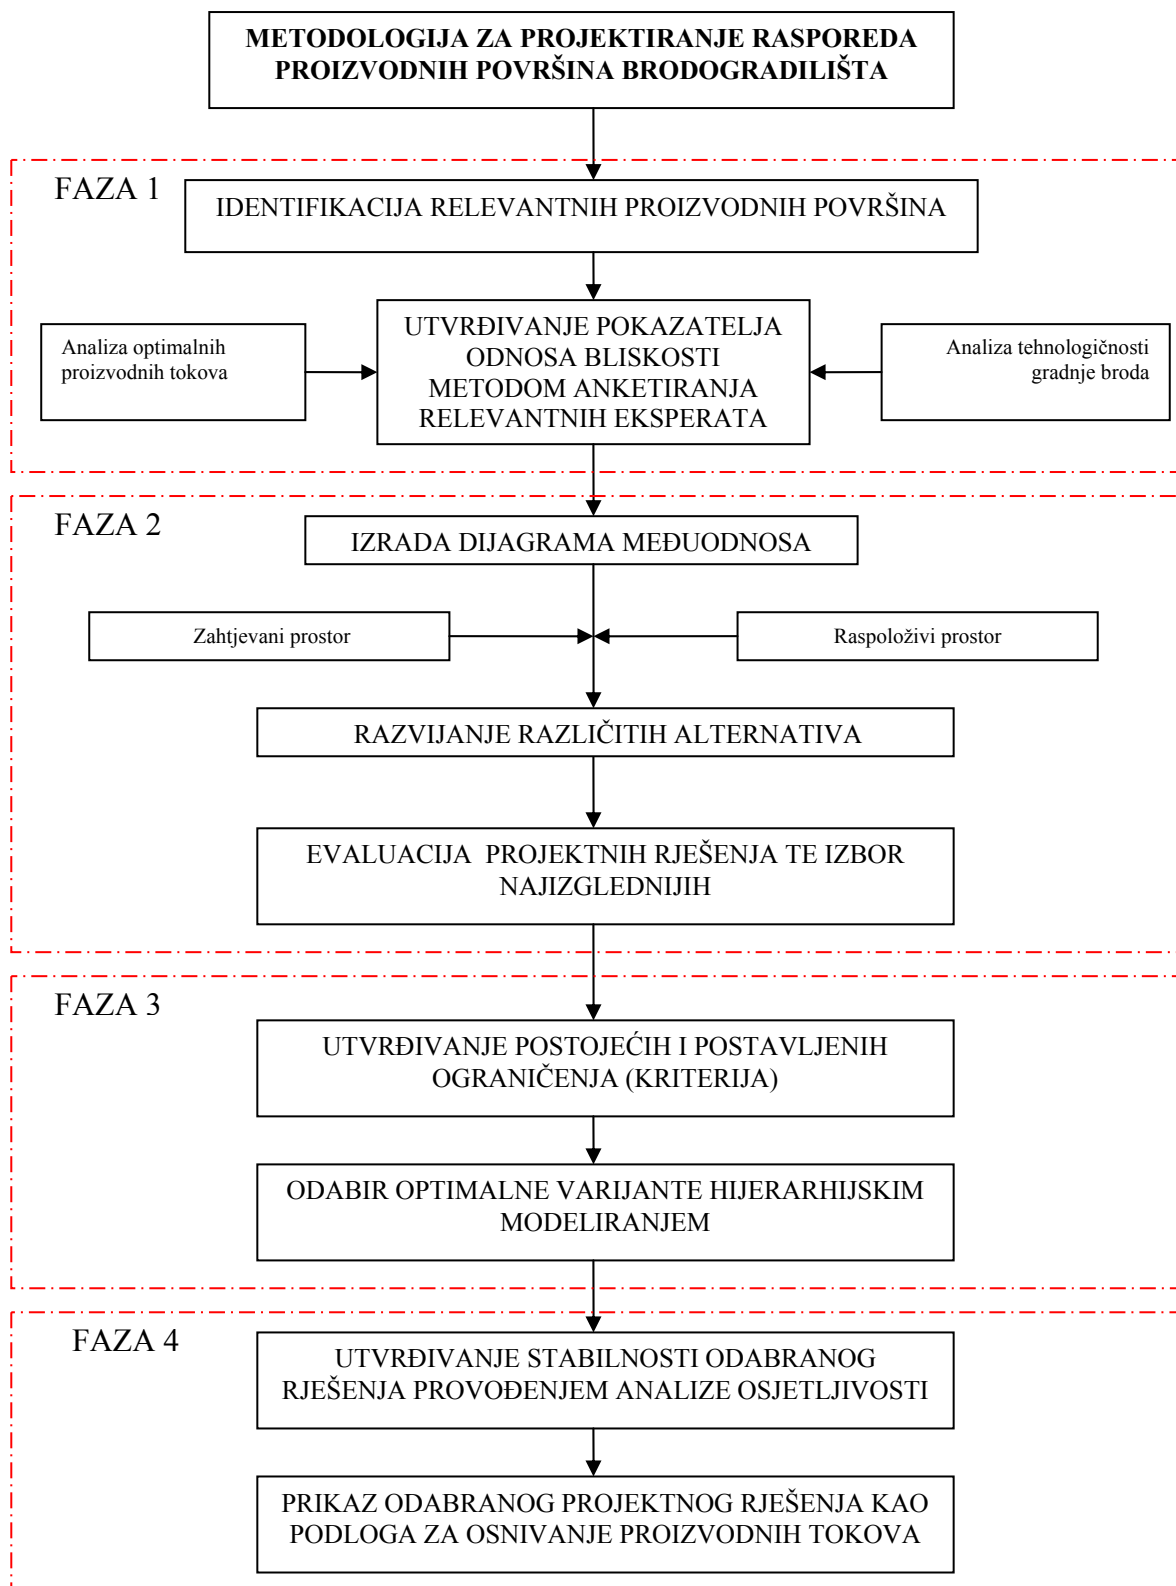 METODOLOGIJA ZA PROJEKTIRANJE RASPOREDA
PROIZVODNIH POVRŠINA BRODOGRADILIŠTA
FAZA 1
IDENTIFIKACIJA RELEVANTNIH PROIZVODNIH POVRŠINA
Analiza optimalnih
proizvodnih tokova
UTVRĐIVANJE POKAZATELJA
ODNOSA BLISKOSTI
METODOM ANKETIRANJA
RELEVANTNIH EKSPERATA
Analiza tehnologičnosti
gradnje broda
FAZA 2
IZRADA DIJAGRAMA MEĐUODNOSA
Zahtjevani prostor
Raspoloživi prostor
RAZVIJANJE RAZLIČITIH ALTERNATIVA
EVALUACIJA PROJEKTNIH RJEŠENJA TE IZBOR
NAJIZGLEDNIJIH
FAZA 3
UTVRĐIVANJE POSTOJEĆIH I POSTAVLJENIH
OGRANIČENJA (KRITERIJA)
ODABIR OPTIMALNE VARIJANTE HIJERARHIJSKIM
MODELIRANJEM
FAZA 4
UTVRĐIVANJE STABILNOSTI ODABRANOG
RJEŠENJA PROVOĐENJEM ANALIZE OSJETLJIVOSTI
PRIKAZ ODABRANOG PROJEKTNOG RJEŠENJA KAO
PODLOGA ZA OSNIVANJE PROIZVODNIH TOKOVA